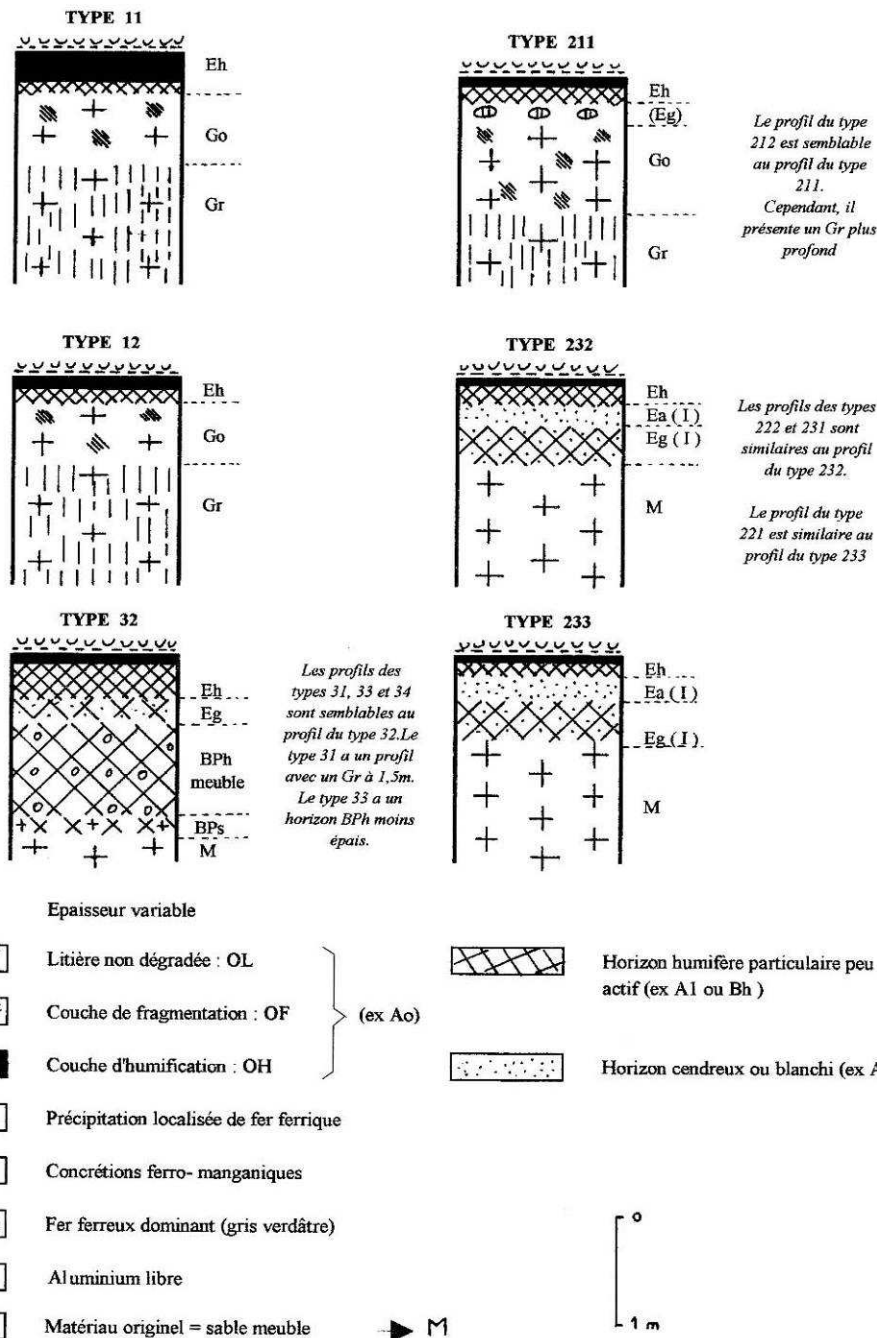 TYPE 11
Eh
Go
Gr
TYPE 211
Eh
(Eg)
Go
Gr
Le profil du type
212 est semblable
au profil du type
211.
Cependant, il
présente un Gr plus
profond
TYPE 12
Eh
Go
Gr
TYPE 232
Eh
Ea ( I )
Eg ( I )
M
Les profils des types
222 et 231 sont
similaires au profil
du type 232.
Le profil du type
221 est similaire au
profil du type 233
TYPE 32
Eh
Eg
BPh
meuble
BPs
M
Les profils des
types 31, 33 et 34
sont semblables au
profil du type 32.Le
type 31 a un profil
avec un Gr à 1,5m.
Le type 33 a un
horizon BPh moins
épais.
TYPE 233
Eh
Ea ( I )
Eg ( I )
M
Epaisseur variable
Litière non dégradée : OL
Couche de fragmentation : OF
(ex Ao)
Couche d'humification : OH
Précipitation localisée de fer ferrique
Concrétions ferro- manganiques
Fer ferreux dominant (gris verdâtre)
Aluminium libre
Matériau originel = sable meuble
M
Horizon humifère particulaire peu
actif (ex A1 ou Bh )
Horizon cendreux ou blanchi (ex A
0
1 m